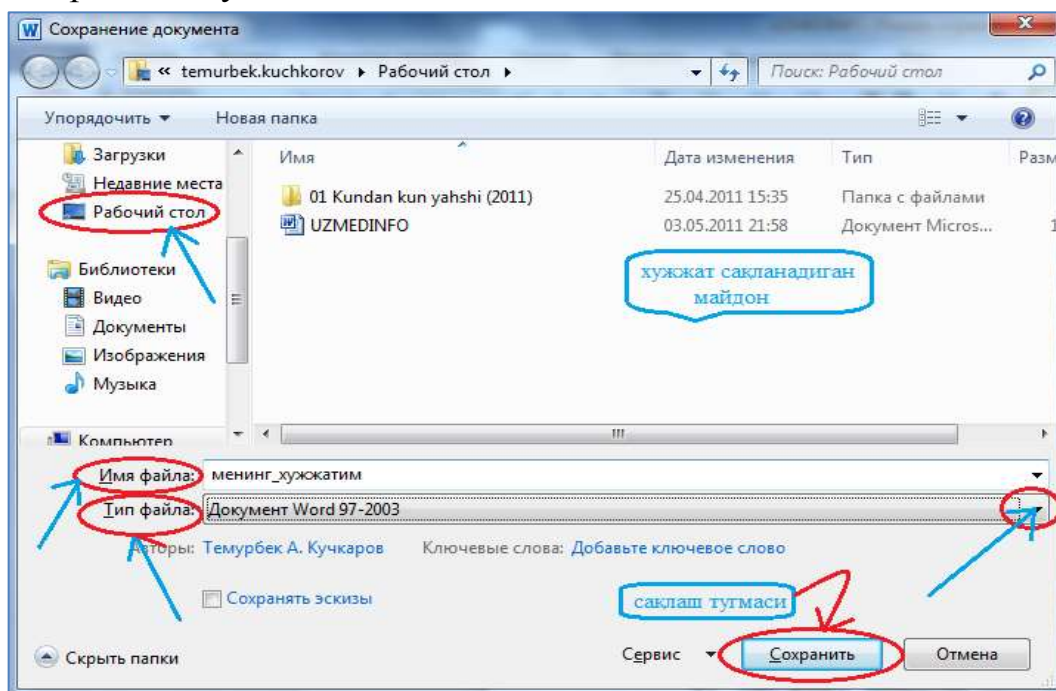 Сохранение документа
« temurbek.kuchkorov ▸ Рабочий стол ▸
Поиск: Рабочий стол
Упорядочить ▾ Новая папка
Загрузки
Недавние места
Рабочий стол
Библиотеки
Видео
Документы
Изображения
Музыка
Компьютер
Имя Дата изменения Тип
01 Kundan kun yahshi (2011) 25.04.2011 15:35 Папка с файлами
UZMEDINFO 03.05.2011 21:58 Документ Micros...
хужжат сақланадиган
майдон
Имя файла: менинг_хужжатим
Тип файла: Документ Word 97-2003
Авторы: Темурбек А. Кучкаров Ключевые слова: Добавьте ключевое слово
Сохранять эскизы
сақлаш тугмаси
Скрыть папки Сервис ▾ Сохранить Отмена